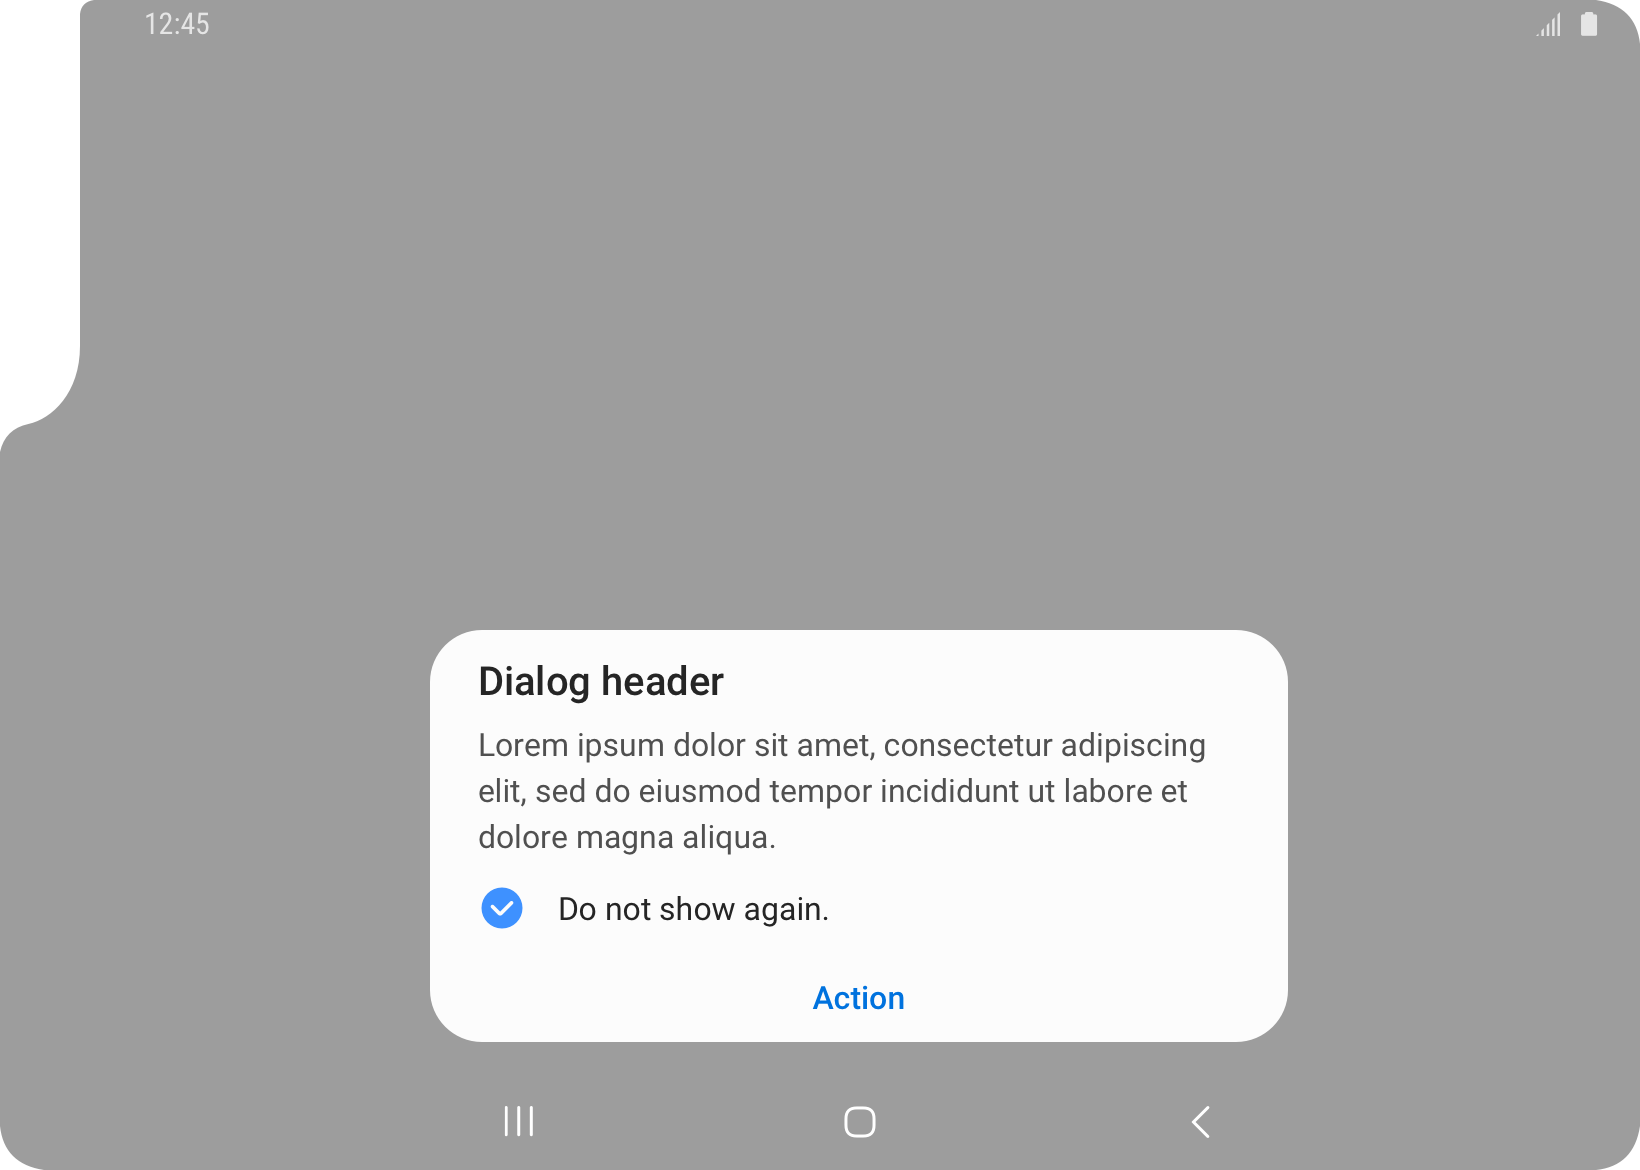 12:45
Dialog header
Lorem ipsum dolor sit amet, consectetur adipiscing
elit, sed do eiusmod tempor incididunt ut labore et
dolore magna aliqua.
Do not show again.
Action